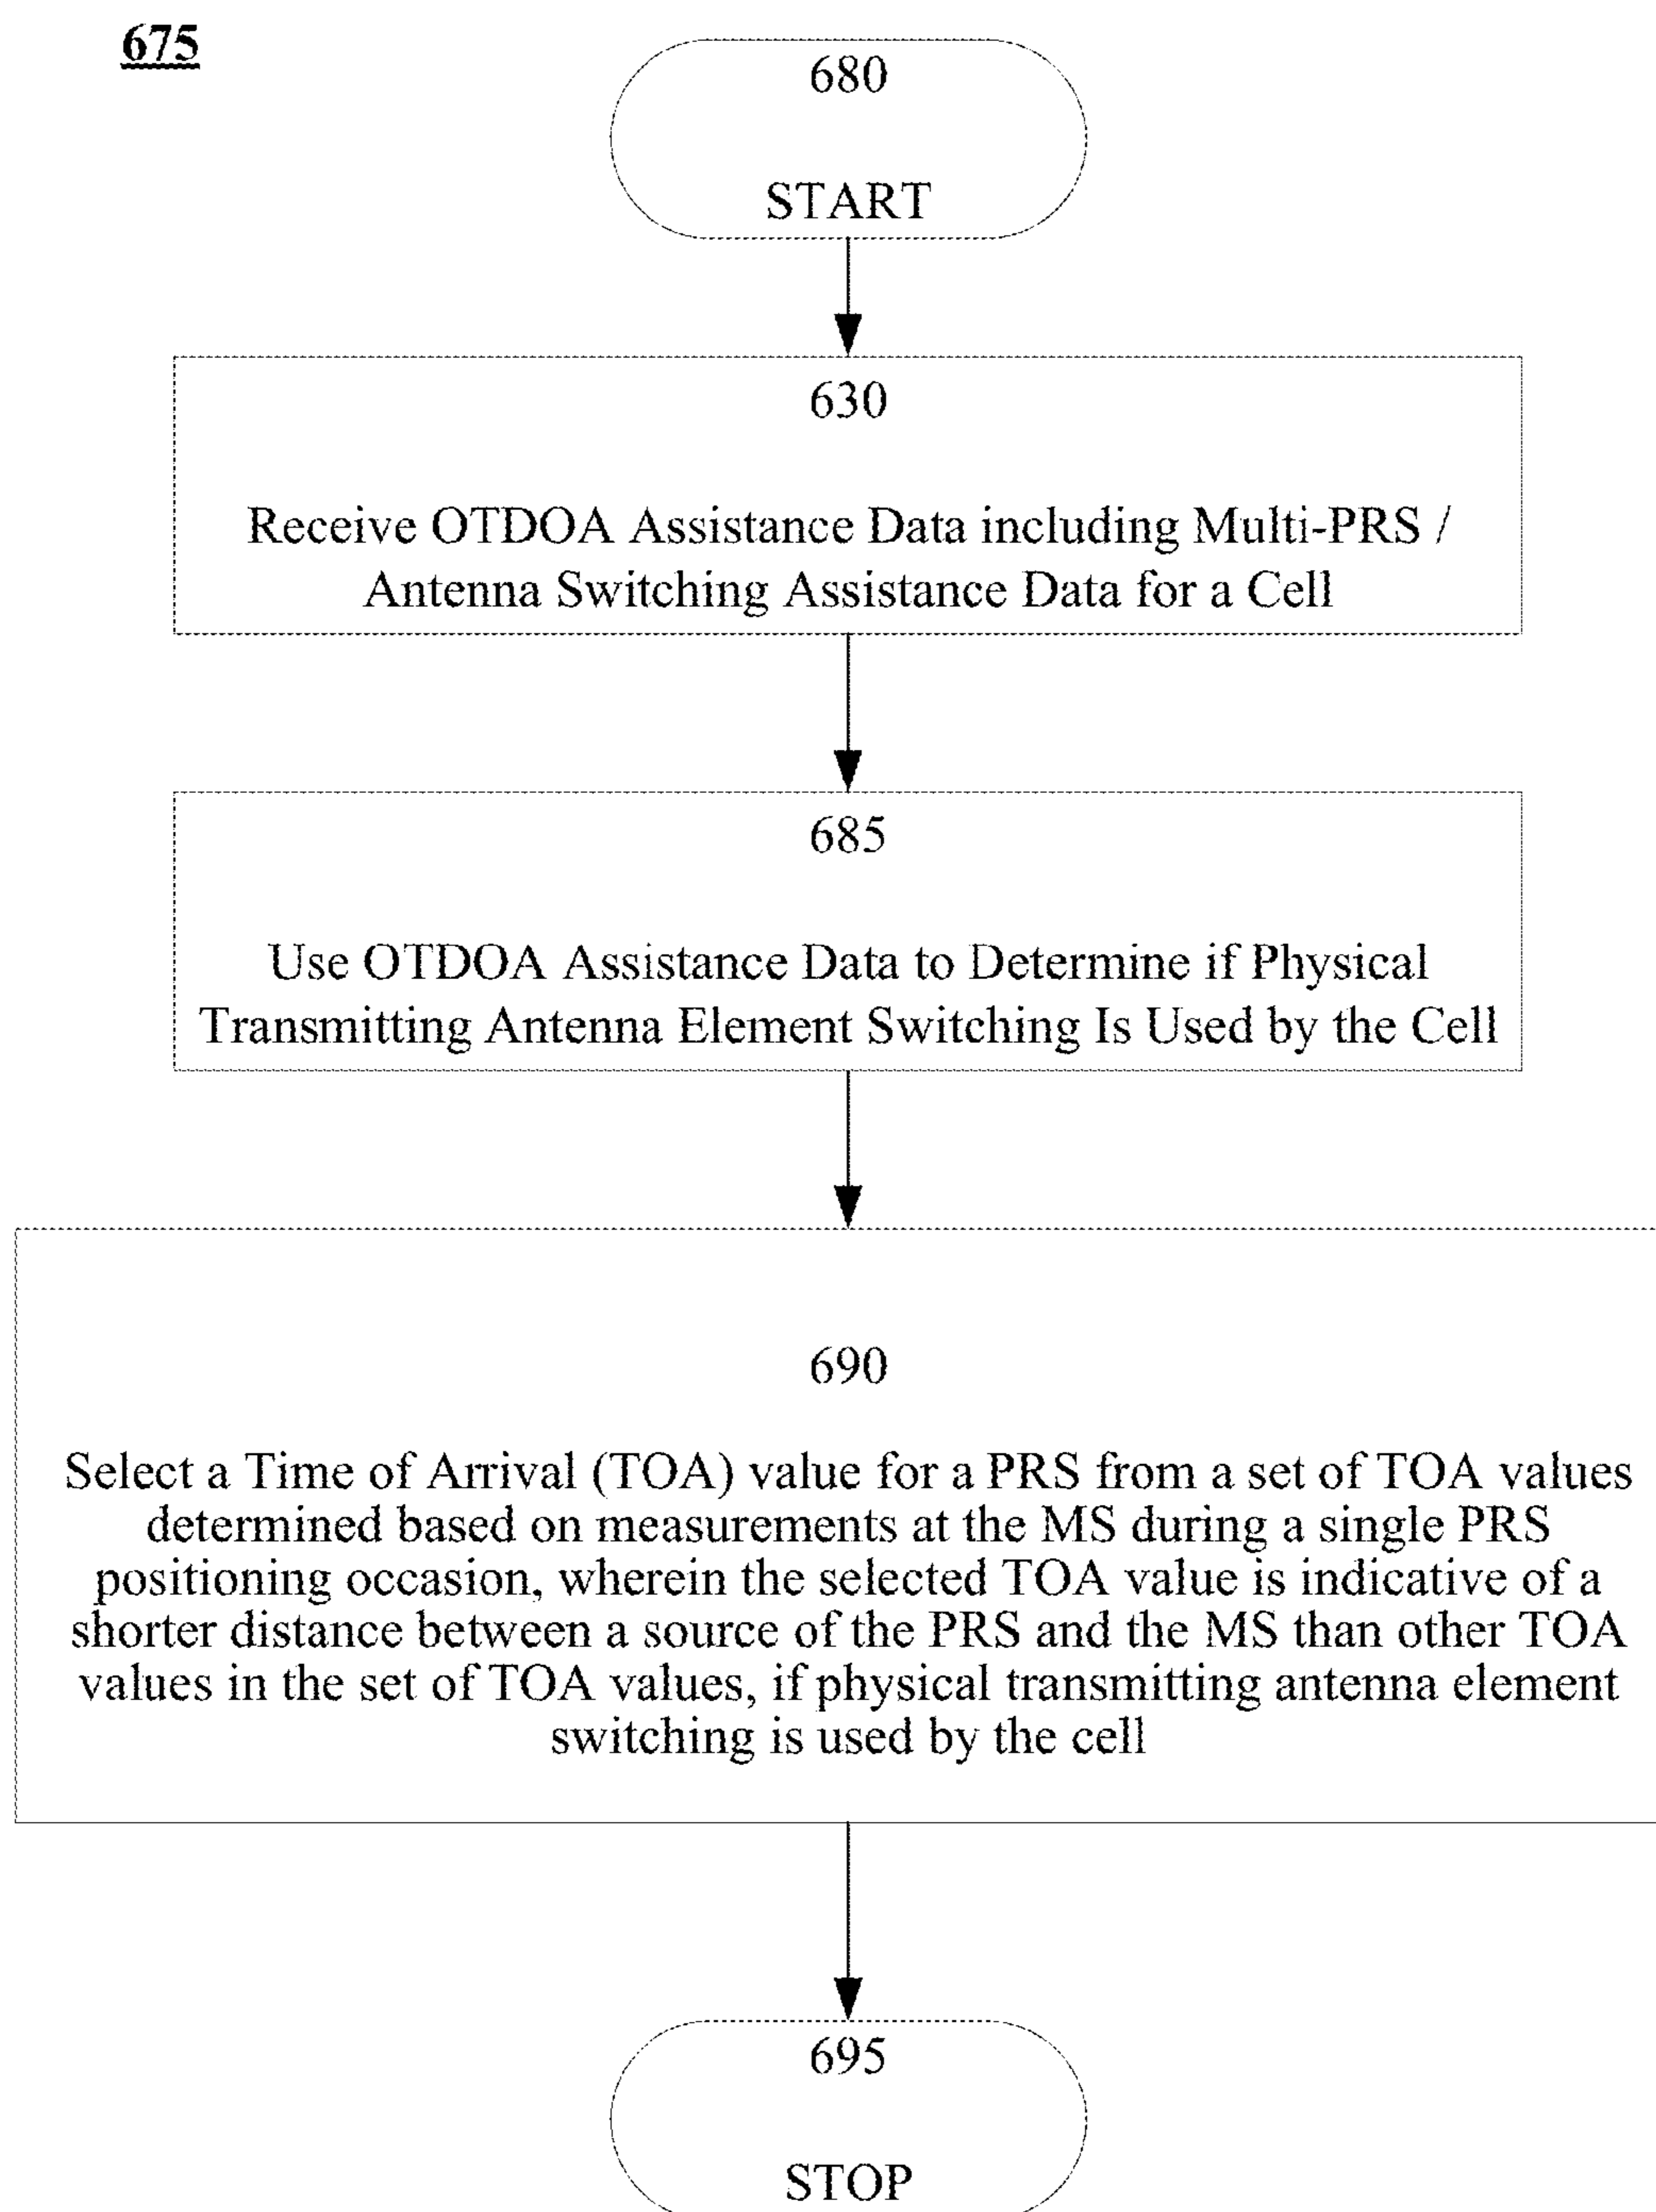 675
680
START
630
Receive OTDOA Assistance Data including Multi-PRS /
Antenna Switching Assistance Data for a Cell
685
Use OTDOA Assistance Data to Determine if Physical
Transmitting Antenna Element Switching Is Used by the Cell
690
Select a Time of Arrival (TOA) value for a PRS from a set of TOA values
determined based on measurements at the MS during a single PRS
positioning occasion, wherein the selected TOA value is indicative of a
shorter distance between a source of the PRS and the MS than other TOA
values in the set of TOA values, if physical transmitting antenna element
switching is used by the cell
695
STOP